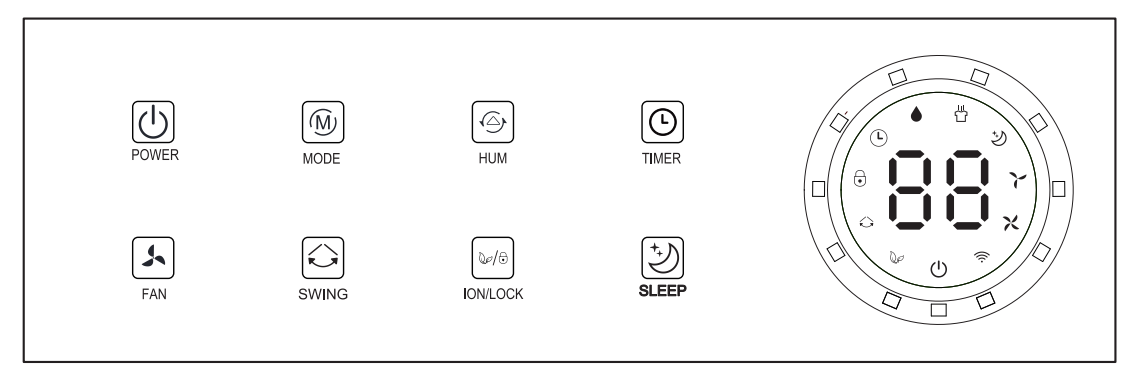 M
POWER
MODE
HUM
TIMER
88
FAN
SWING
ION/LOCK
SLEEP